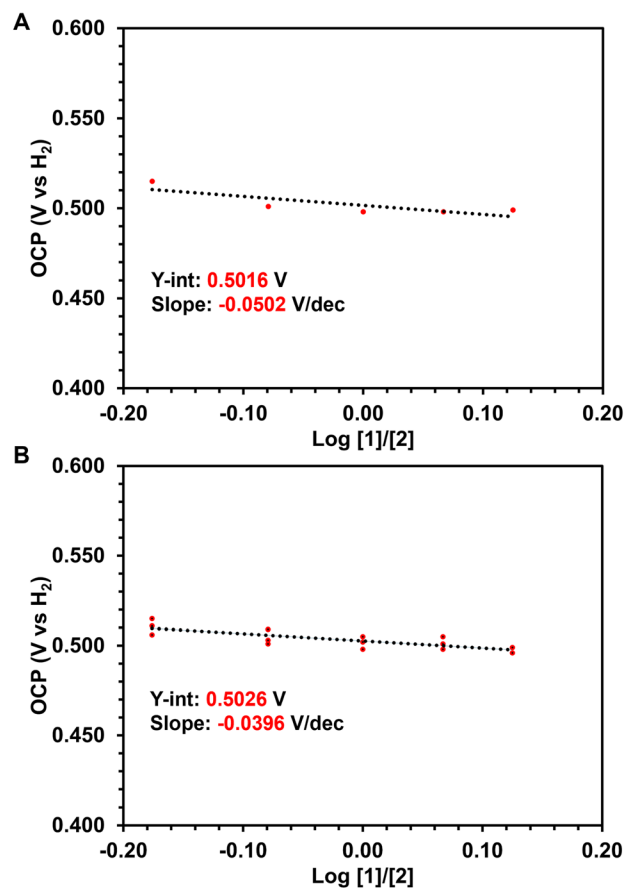 A
0.600
0.550
0.500
0.450
0.400
OCP (V vs H2)
Y-int: 0.5016 V
Slope: -0.0502 V/dec
-0.20 -0.10 0.00 0.10 0.20
Log [1]/[2]
B
0.600
0.550
0.500
0.450
0.400
OCP (V vs H2)
Y-int: 0.5026 V
Slope: -0.0396 V/dec
-0.20 -0.10 0.00 0.10 0.20
Log [1]/[2]